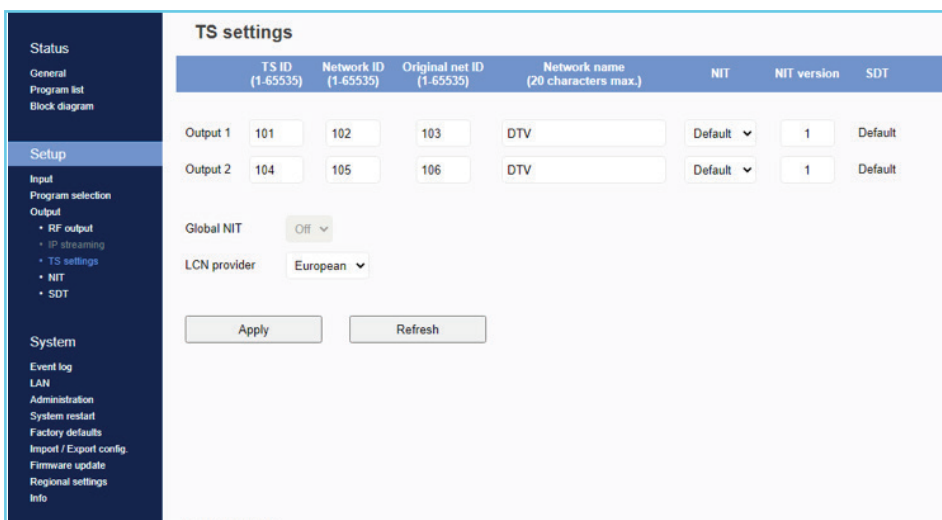 Status
General
Program list
Block diagram
Setup
Input
Program selection
Output
• RF output
• IP streaming
• TS settings
• NIT
• SDT
System
Event log
LAN
Administration
System restart
Factory defaults
Import / Export config.
Firmware update
Regional settings
Info
TS settings
TS ID (1-65535) Network ID (1-65535) Original net ID (1-65535) Network name (20 characters max.) NIT NIT version SDT
Output 1 101 102 103 DTV Default 1 Default
Output 2 104 105 106 DTV Default 1 Default
Global NIT Off
LCN provider European
Apply Refresh